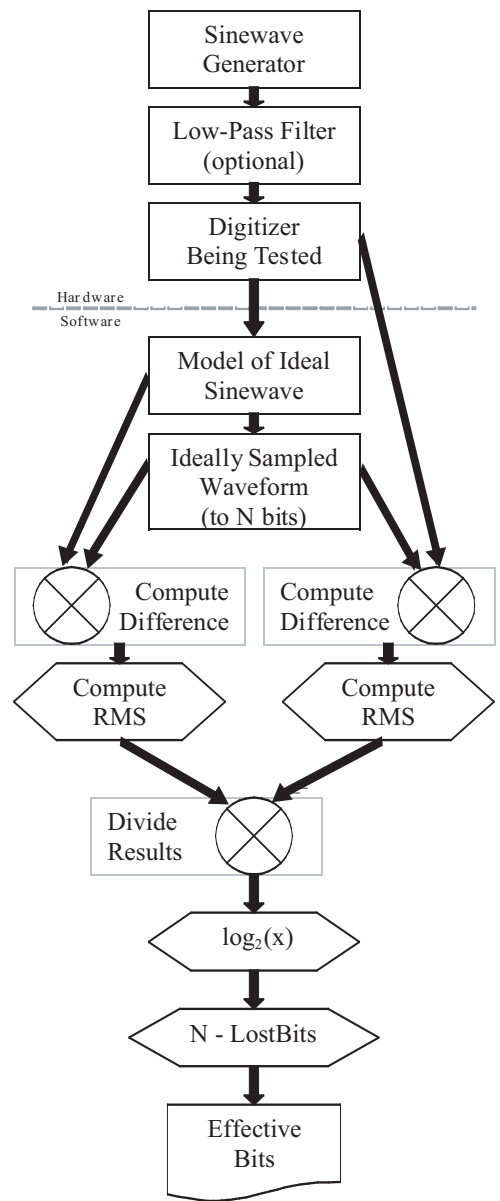 Sinewave
Generator
Low-Pass Filter
(optional)
Digitizer
Being Tested
Hardware
Software
Model of Ideal
Sinewave
Ideally Sampled
Waveform
(to N bits)
Compute
Difference
Compute
Difference
Compute
RMS
Compute
RMS
Divide
Results
log₂(x)
N - LostBits
Effective
Bits